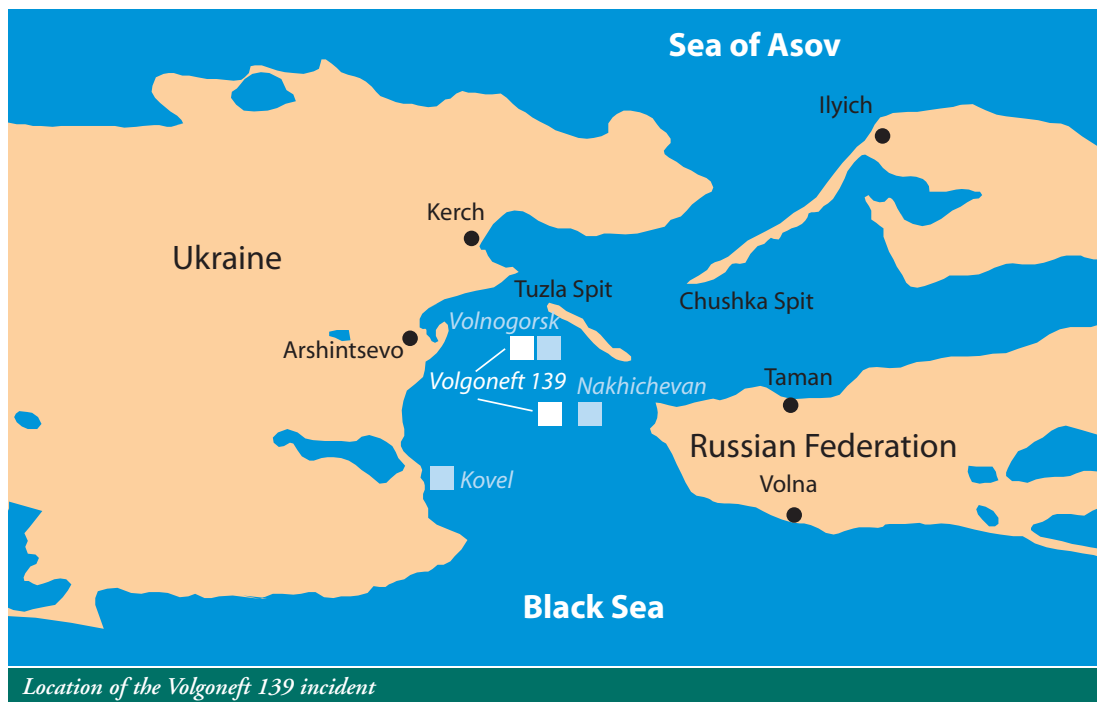 Sea of Asov
Ilyich
Kerch
Ukraine
Tuzla Spit
Chushka Spit
Volnogorsk
Arshintsevo
Volgoneft 139
Nakhichevan
Taman
Russian Federation
Kovel
Volna
Black Sea
Location of the Volgoneft 139 incident